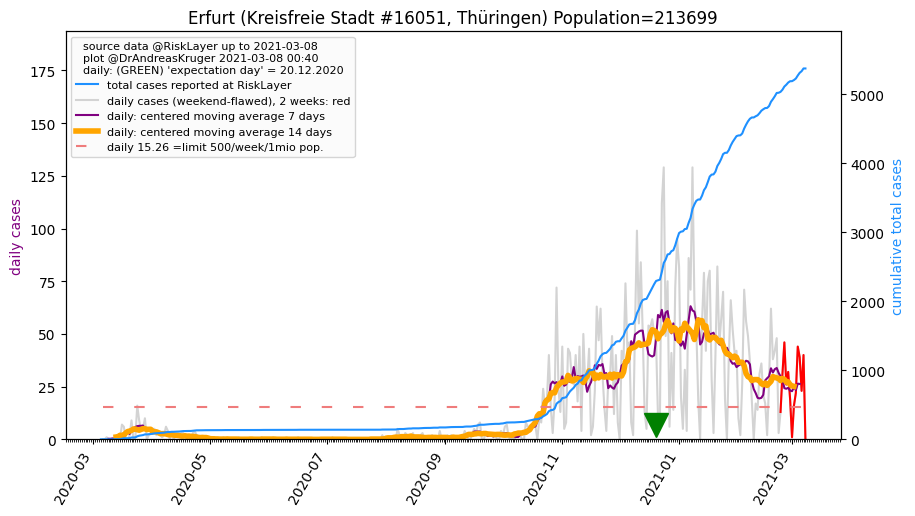 Erfurt (Kreisfreie Stadt #16051, Thüringen) Population=213699
source data @RiskLayer up to 2021-03-08
plot @DrAndreasKruger 2021-03-08 00:40
daily: (GREEN) 'expectation day' = 20.12.2020
total cases reported at RiskLayer
daily cases (weekend-flawed), 2 weeks: red
daily: centered moving average 7 days
daily: centered moving average 14 days
daily 15.26 =limit 500/week/1mio pop.
daily cases
175
150
125
100
75
50
25
0
cumulative total cases
5000
4000
3000
2000
1000
0
2020-03
2020-05
2020-07
2020-09
2020-11
2021-01
2021-03